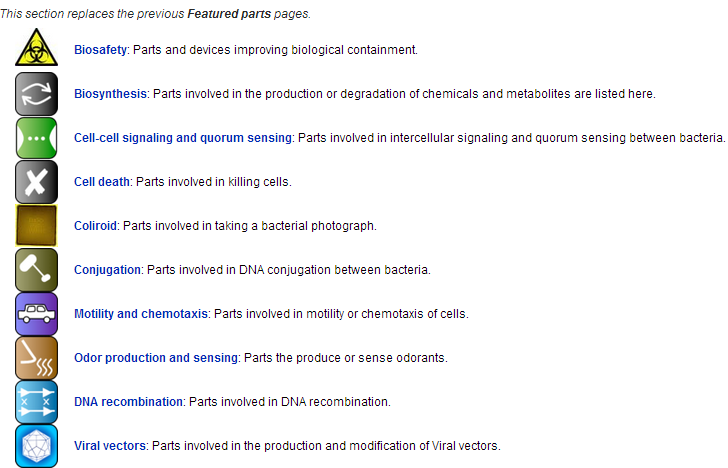 This section replaces the previous Featured parts pages.
Biosafety: Parts and devices improving biological containment.
Biosynthesis: Parts involved in the production or degradation of chemicals and metabolites are listed here.
Cell-cell signaling and quorum sensing: Parts involved in intercellular signaling and quorum sensing between bacteria.
Cell death: Parts involved in killing cells.
Coliroid: Parts involved in taking a bacterial photograph.
Conjugation: Parts involved in DNA conjugation between bacteria.
Motility and chemotaxis: Parts involved in motility or chemotaxis of cells.
Odor production and sensing: Parts the produce or sense odorants.
DNA recombination: Parts involved in DNA recombination.
Viral vectors: Parts involved in the production and modification of Viral vectors.